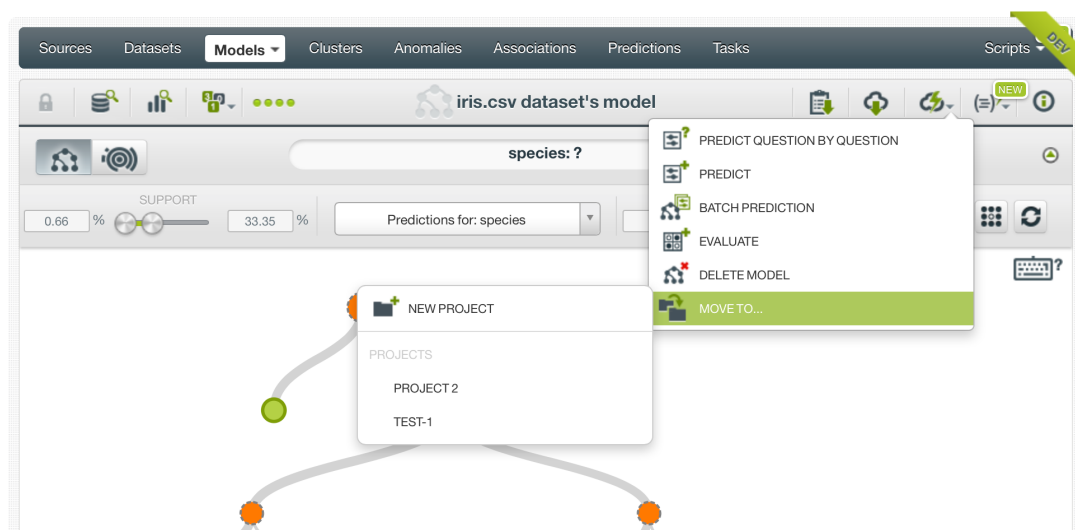 Sources Datasets Models Clusters Anomalies Associations Predictions Tasks Scripts
DEV
iris.csv dataset's model
NEW
species: ?
PREDICT QUESTION BY QUESTION
PREDICT
BATCH PREDICTION
EVALUATE
DELETE MODEL
MOVE TO...
SUPPORT
0.66 % 33.35 % Predictions for: species
NEW PROJECT
PROJECTS
PROJECT 2
TEST-1